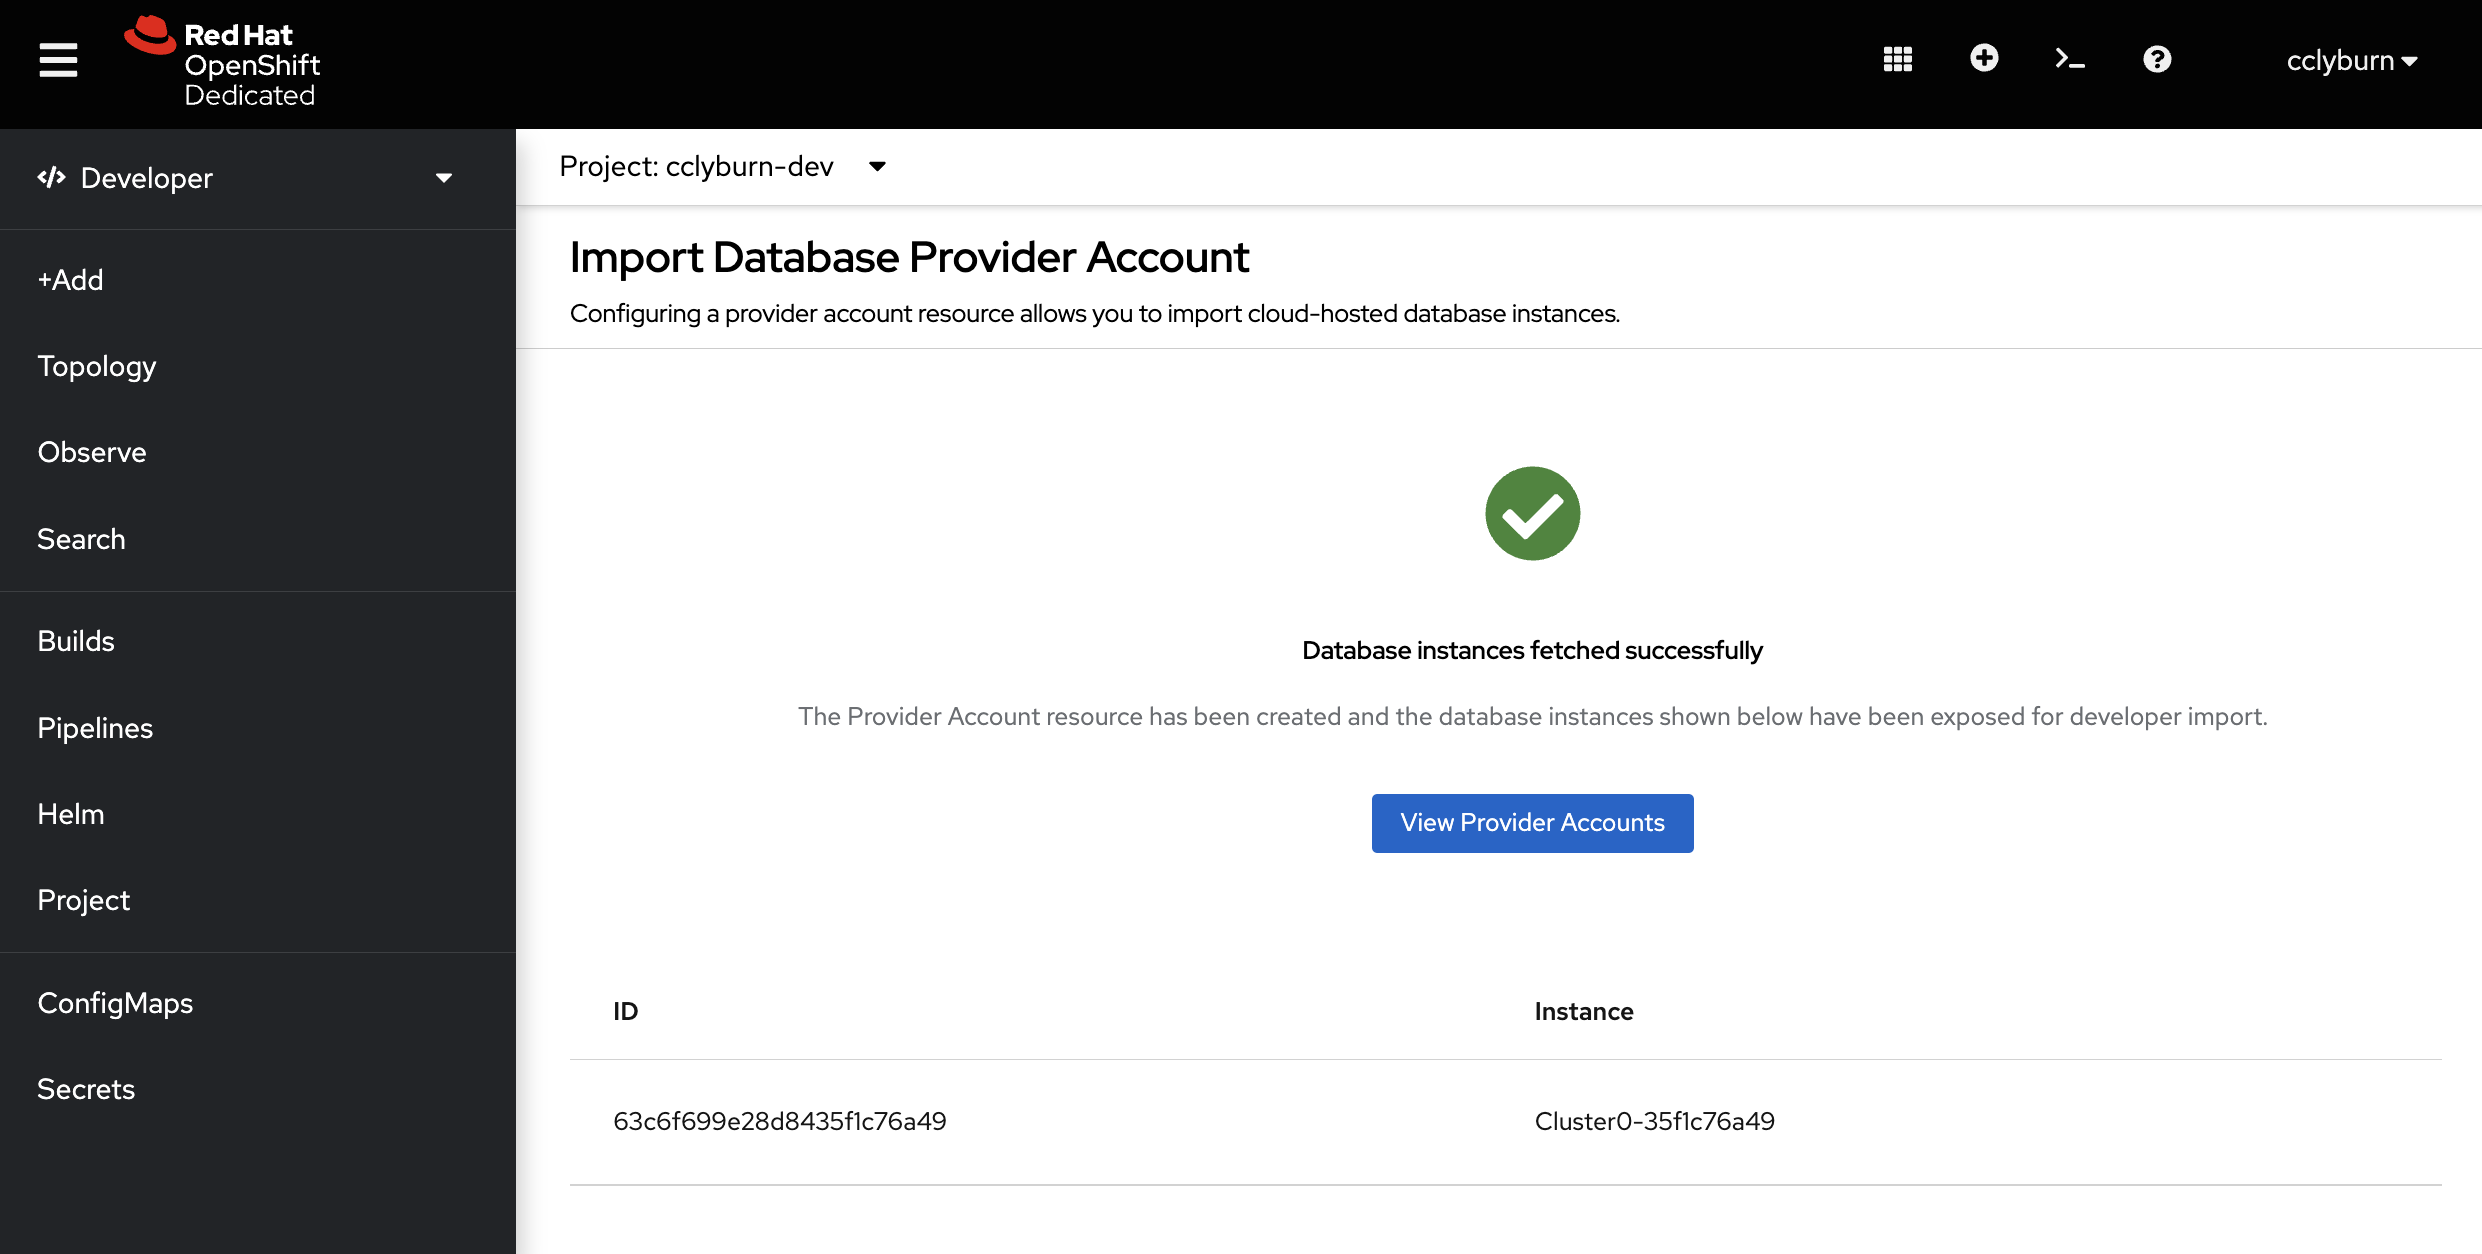 Red Hat
OpenShift
Dedicated
cclyburn
Developer
+Add
Topology
Observe
Search
Builds
Pipelines
Helm
Project
ConfigMaps
Secrets
Project: cclyburn-dev
Import Database Provider Account
Configuring a provider account resource allows you to import cloud-hosted database instances.
Database instances fetched successfully
The Provider Account resource has been created and the database instances shown below have been exposed for developer import.
View Provider Accounts
ID Instance
63c6f699e28d8435f1c76a49 Cluster0-35f1c76a49